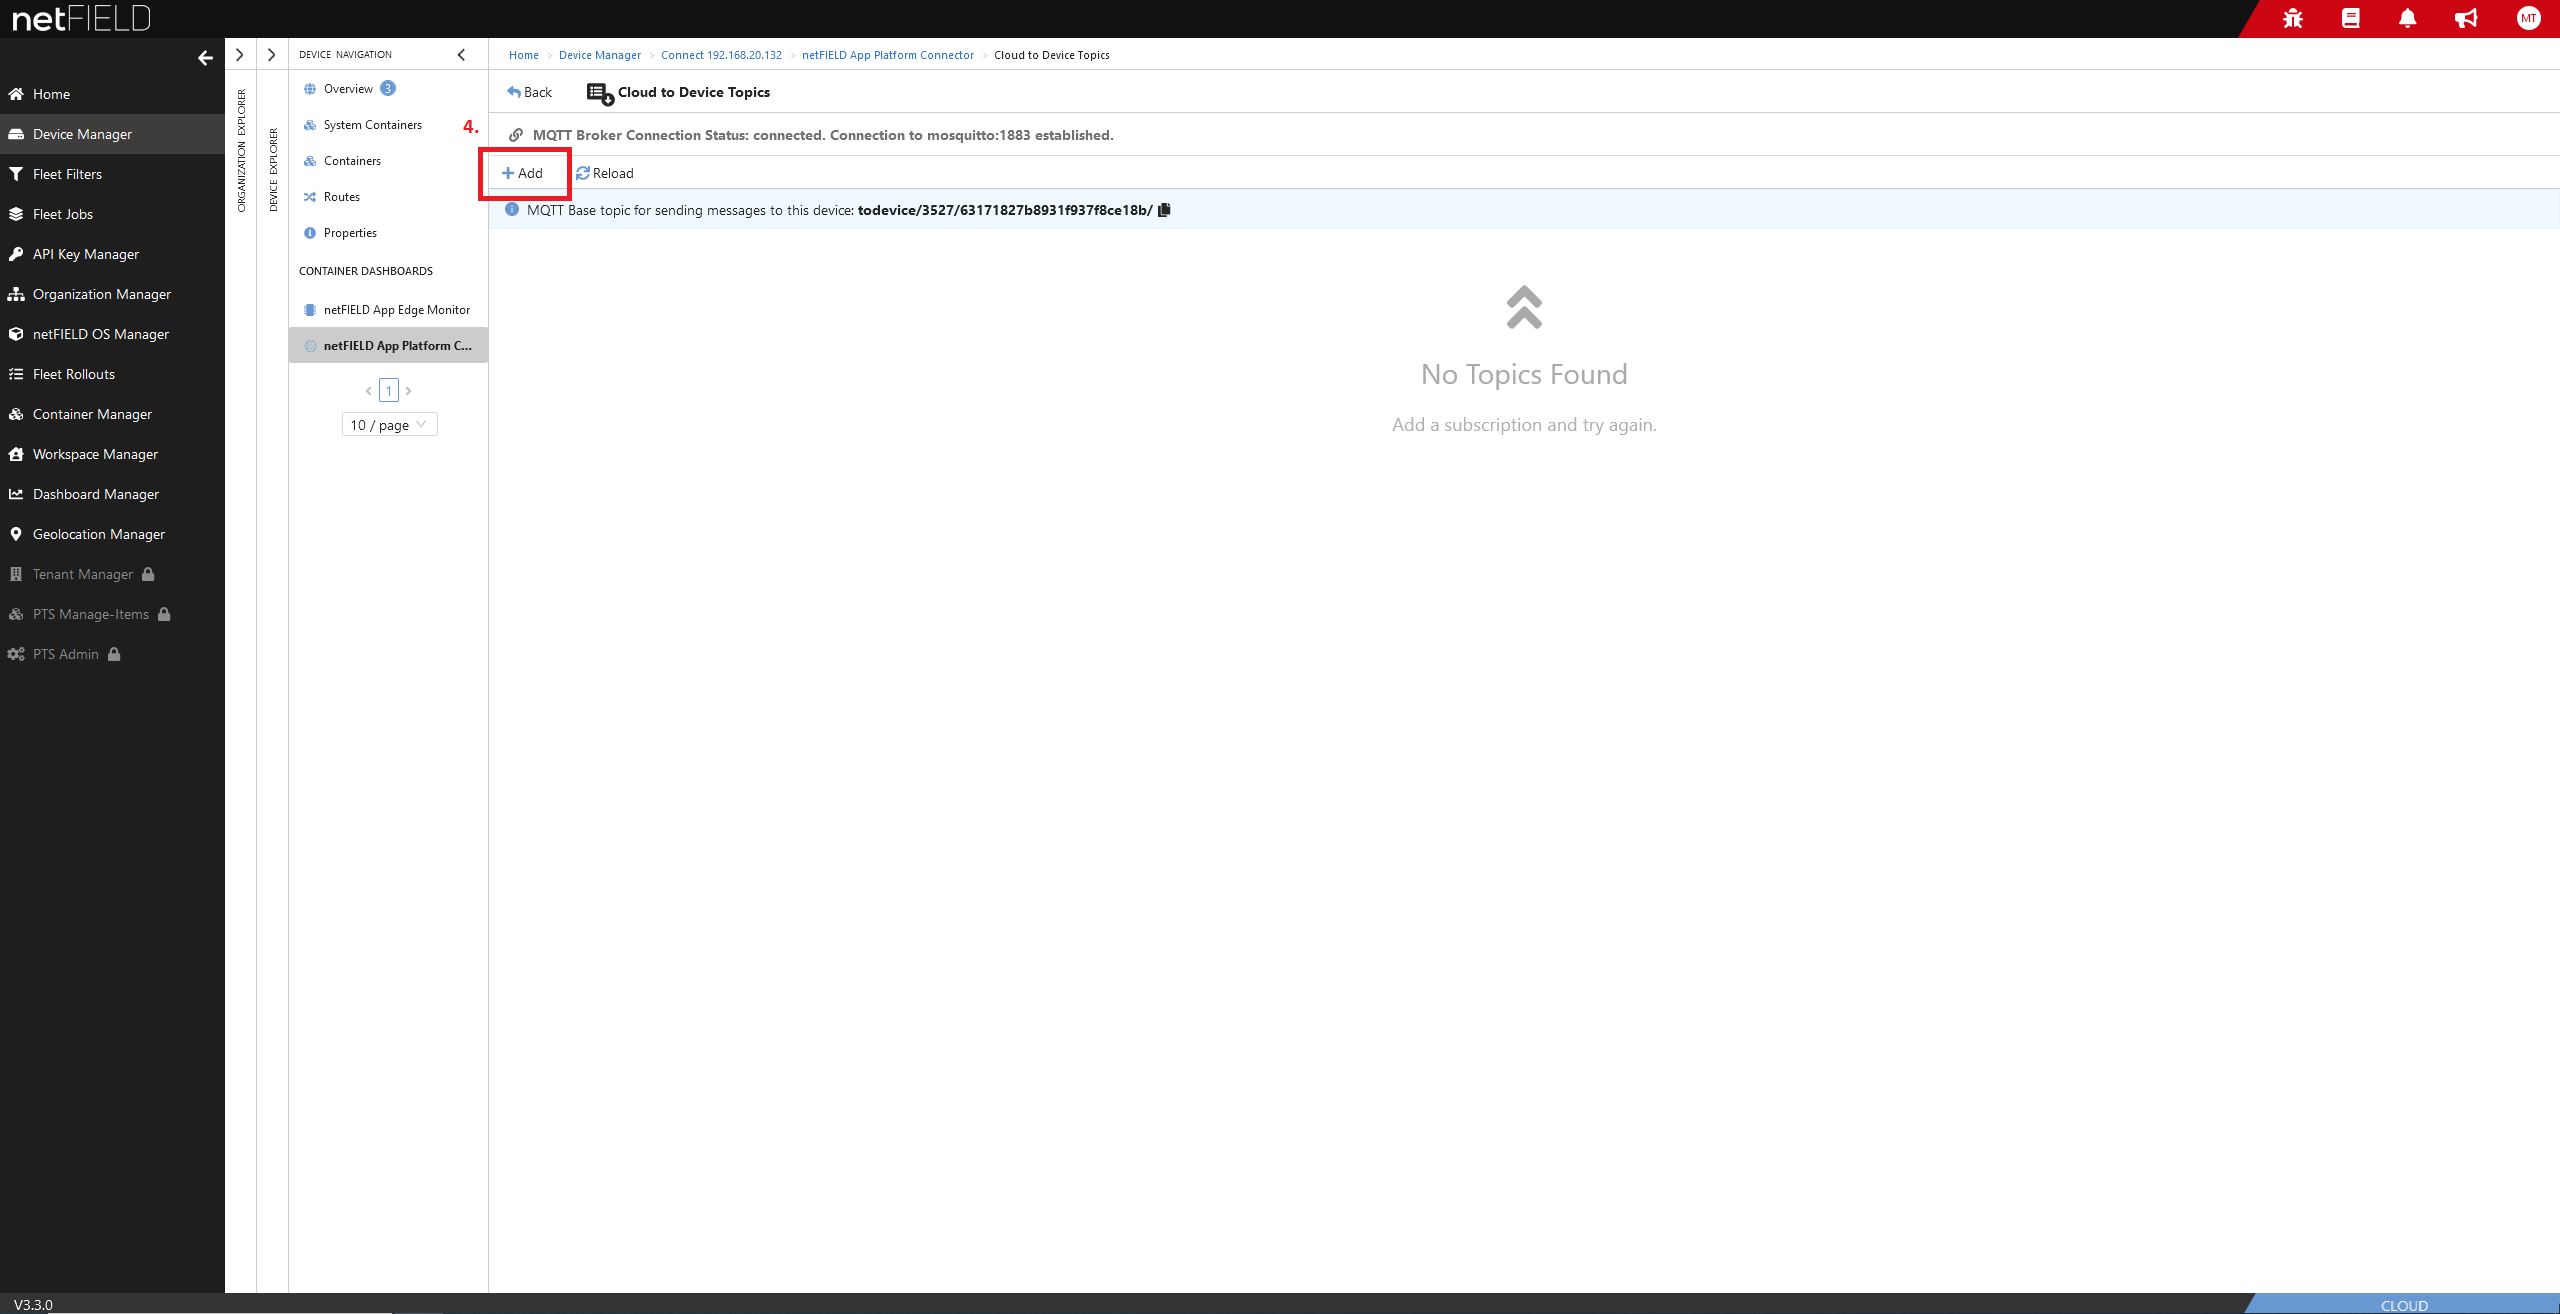 netFIELD
MT
Home
Device Manager
Fleet Filters
Fleet Jobs
API Key Manager
Organization Manager
netFIELD OS Manager
Fleet Rollouts
Container Manager
Workspace Manager
Dashboard Manager
Geolocation Manager
Tenant Manager
PTS Manage-Items
PTS Admin
V3.3.0
ORGANIZATION EXPLORER
DEVICE EXPLORER
DEVICE NAVIGATION
Overview 3
System Containers
Containers
Routes
Properties
CONTAINER DASHBOARDS
netFIELD App Edge Monitor
netFIELD App Platform C...
< 1 >
10 / page
Home > Device Manager > Connect 192.168.20.132 > netFIELD App Platform Connector > Cloud to Device Topics
Back Cloud to Device Topics
4.
MQTT Broker Connection Status: connected. Connection to mosquitto:1883 established.
+ Add Reload
MQTT Base topic for sending messages to this device: todevice/3527/63171827b8931f937f8ce18b/
No Topics Found
Add a subscription and try again.
CLOUD